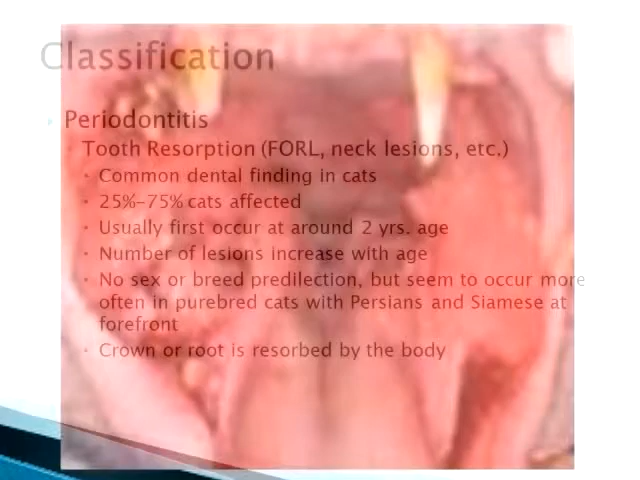 Classification
Periodontitis
Tooth Resorption (FORL, neck lesions, etc.)
Common dental finding in cats
25%-75% cats affected
Usually first occur at around 2 yrs. age
Number of lesions increase with age
No sex or breed predilection, but seem to occur more
often in purebred cats with Persians and Siamese at
forefront
Crown or root is resorbed by the body